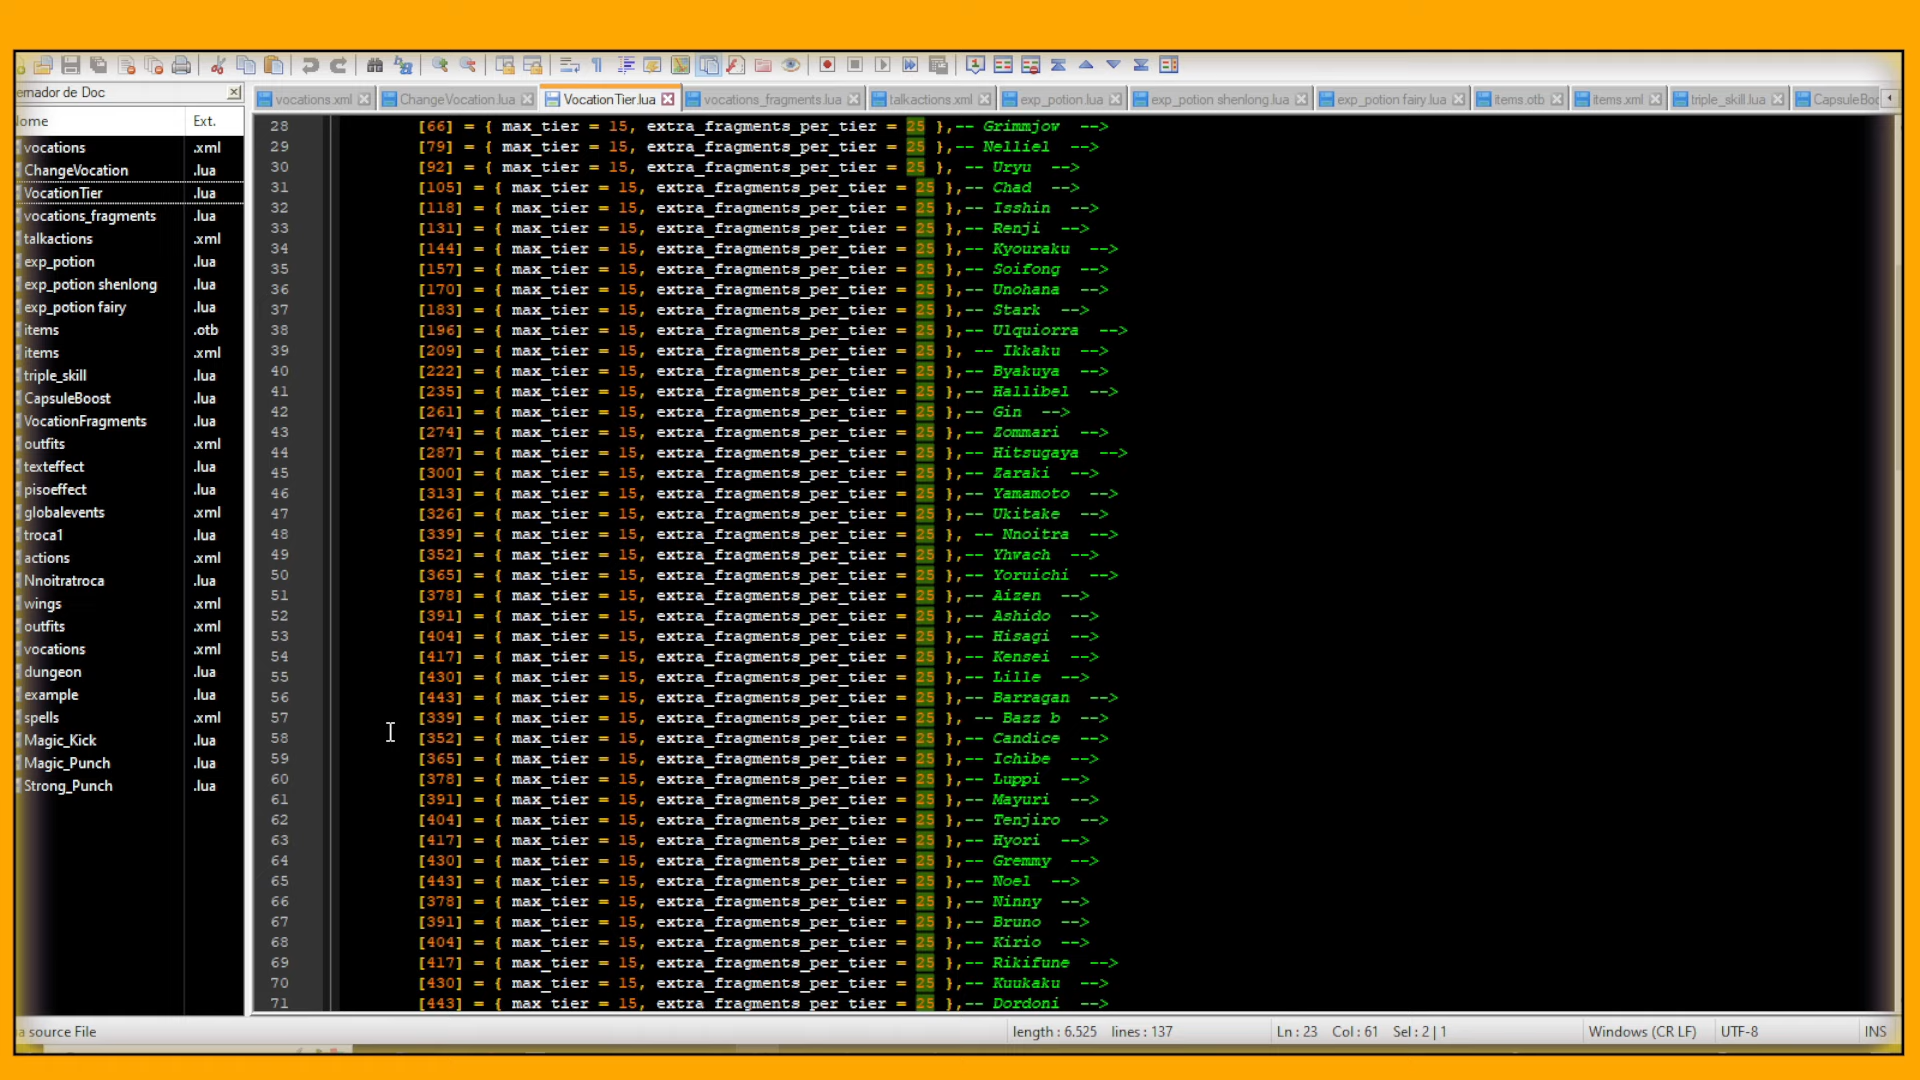 emador de Doc
vocations.xml ChangeVocation.lua VocationTier.lua vocations_fragments.lua talkactions.xml exp_potion.lua exp_potion shenlong.lua exp_potion fairy.lua items.otb items.xml triple_skill.lua CapsuleBoo
ome Ext.
vocations .xml
ChangeVocation .lua
VocationTier .lua
vocations_fragments .lua
talkactions .xml
exp_potion .lua
exp_potion shenlong .lua
exp_potion fairy .lua
items .otb
items .xml
triple_skill .lua
CapsuleBoost .lua
VocationFragments .lua
outfits .xml
texteffect .lua
pisoeffect .lua
globalevents .xml
troca1 .lua
actions .xml
Nnoitratroca .lua
wings .xml
outfits .xml
vocations .xml
dungeon .lua
example .lua
spells .xml
Magic_Kick .lua
Magic_Punch .lua
Strong_Punch .lua
28 [66] = { max_tier = 15, extra_fragments_per_tier = 25 },-- Grimmjow -->
29 [79] = { max_tier = 15, extra_fragments_per_tier = 25 },-- Nelliel -->
30 [92] = { max_tier = 15, extra_fragments_per_tier = 25 }, -- Uryu -->
31 [105] = { max_tier = 15, extra_fragments_per_tier = 25 },-- Chad -->
32 [118] = { max_tier = 15, extra_fragments_per_tier = 25 },-- Isshin -->
33 [131] = { max_tier = 15, extra_fragments_per_tier = 25 },-- Renji -->
34 [144] = { max_tier = 15, extra_fragments_per_tier = 25 },-- Kyouraku -->
35 [157] = { max_tier = 15, extra_fragments_per_tier = 25 },-- Soifong -->
36 [170] = { max_tier = 15, extra_fragments_per_tier = 25 },-- Unohana -->
37 [183] = { max_tier = 15, extra_fragments_per_tier = 25 },-- Stark -->
38 [196] = { max_tier = 15, extra_fragments_per_tier = 25 },-- Ulquiorra -->
39 [209] = { max_tier = 15, extra_fragments_per_tier = 25 }, -- Ikkaku -->
40 [222] = { max_tier = 15, extra_fragments_per_tier = 25 },-- Byakuya -->
41 [235] = { max_tier = 15, extra_fragments_per_tier = 25 },-- Hallibel -->
42 [261] = { max_tier = 15, extra_fragments_per_tier = 25 },-- Gin -->
43 [274] = { max_tier = 15, extra_fragments_per_tier = 25 },-- Zommari -->
44 [287] = { max_tier = 15, extra_fragments_per_tier = 25 },-- Hitsugaya -->
45 [300] = { max_tier = 15, extra_fragments_per_tier = 25 },-- Zaraki -->
46 [313] = { max_tier = 15, extra_fragments_per_tier = 25 },-- Yamamoto -->
47 [326] = { max_tier = 15, extra_fragments_per_tier = 25 },-- Ukitake -->
48 [339] = { max_tier = 15, extra_fragments_per_tier = 25 }, -- Nnoitra -->
49 [352] = { max_tier = 15, extra_fragments_per_tier = 25 },-- Yhwach -->
50 [365] = { max_tier = 15, extra_fragments_per_tier = 25 },-- Yoruichi -->
51 [378] = { max_tier = 15, extra_fragments_per_tier = 25 },-- Aizen -->
52 [391] = { max_tier = 15, extra_fragments_per_tier = 25 },-- Ashido -->
53 [404] = { max_tier = 15, extra_fragments_per_tier = 25 },-- Hisagi -->
54 [417] = { max_tier = 15, extra_fragments_per_tier = 25 },-- Kensei -->
55 [430] = { max_tier = 15, extra_fragments_per_tier = 25 },-- Lille -->
56 [443] = { max_tier = 15, extra_fragments_per_tier = 25 },-- Barragan -->
57 [339] = { max_tier = 15, extra_fragments_per_tier = 25 }, -- Bazz b -->
58 [352] = { max_tier = 15, extra_fragments_per_tier = 25 },-- Candice -->
59 [365] = { max_tier = 15, extra_fragments_per_tier = 25 },-- Ichibe -->
60 [378] = { max_tier = 15, extra_fragments_per_tier = 25 },-- Luppi -->
61 [391] = { max_tier = 15, extra_fragments_per_tier = 25 },-- Mayuri -->
62 [404] = { max_tier = 15, extra_fragments_per_tier = 25 },-- Tenjiro -->
63 [417] = { max_tier = 15, extra_fragments_per_tier = 25 },-- Hyori -->
64 [430] = { max_tier = 15, extra_fragments_per_tier = 25 },-- Gremmy -->
65 [443] = { max_tier = 15, extra_fragments_per_tier = 25 },-- Noel -->
66 [378] = { max_tier = 15, extra_fragments_per_tier = 25 },-- Ninny -->
67 [391] = { max_tier = 15, extra_fragments_per_tier = 25 },-- Bruno -->
68 [404] = { max_tier = 15, extra_fragments_per_tier = 25 },-- Kirio -->
69 [417] = { max_tier = 15, extra_fragments_per_tier = 25 },-- Rikifune -->
70 [430] = { max_tier = 15, extra_fragments_per_tier = 25 },-- Kuukaku -->
71 [443] = { max_tier = 15, extra_fragments_per_tier = 25 },-- Dordoni -->
a source File length : 6.525 lines : 137 Ln : 23 Col : 61 Sel : 2 | 1 Windows (CR LF) UTF-8 INS